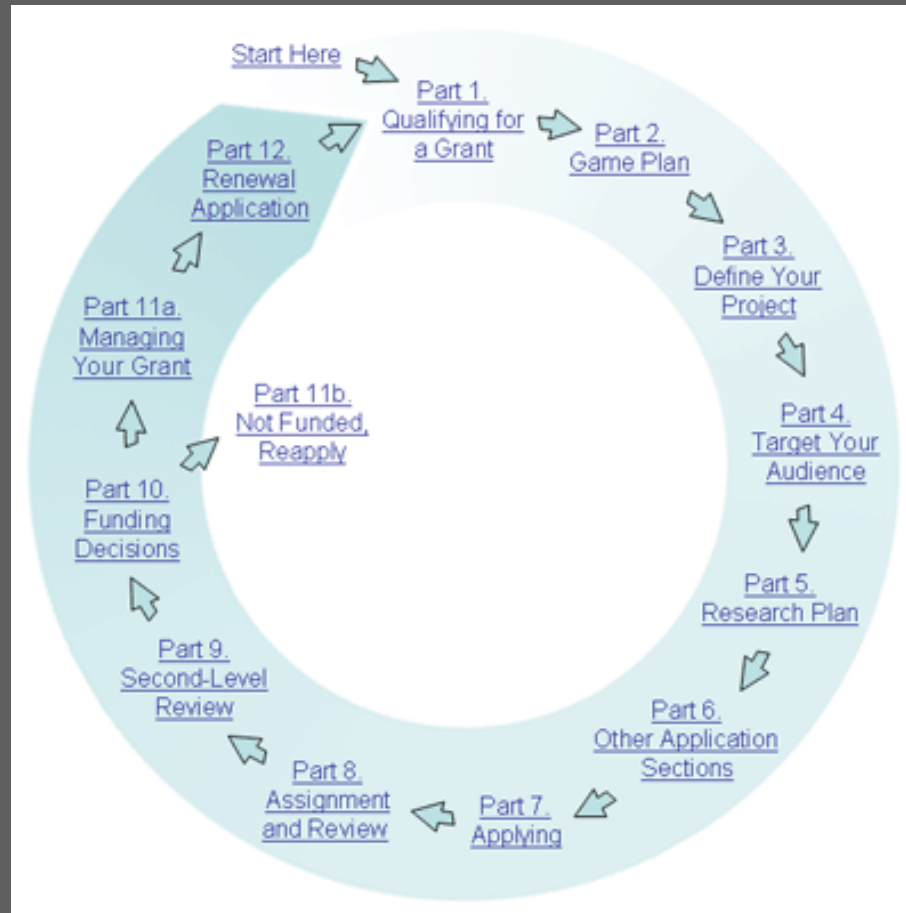 Start Here
Part 1.
Qualifying for
a Grant
Part 2.
Game Plan
Part 3.
Define Your
Project
Part 4.
Target Your
Audience
Part 5.
Research Plan
Part 6.
Other Application
Sections
Part 7.
Applying
Part 8.
Assignment
and Review
Part 9.
Second-Level
Review
Part 10.
Funding
Decisions
Part 11a.
Managing
Your Grant
Part 11b.
Not Funded,
Reapply
Part 12.
Renewal
Application